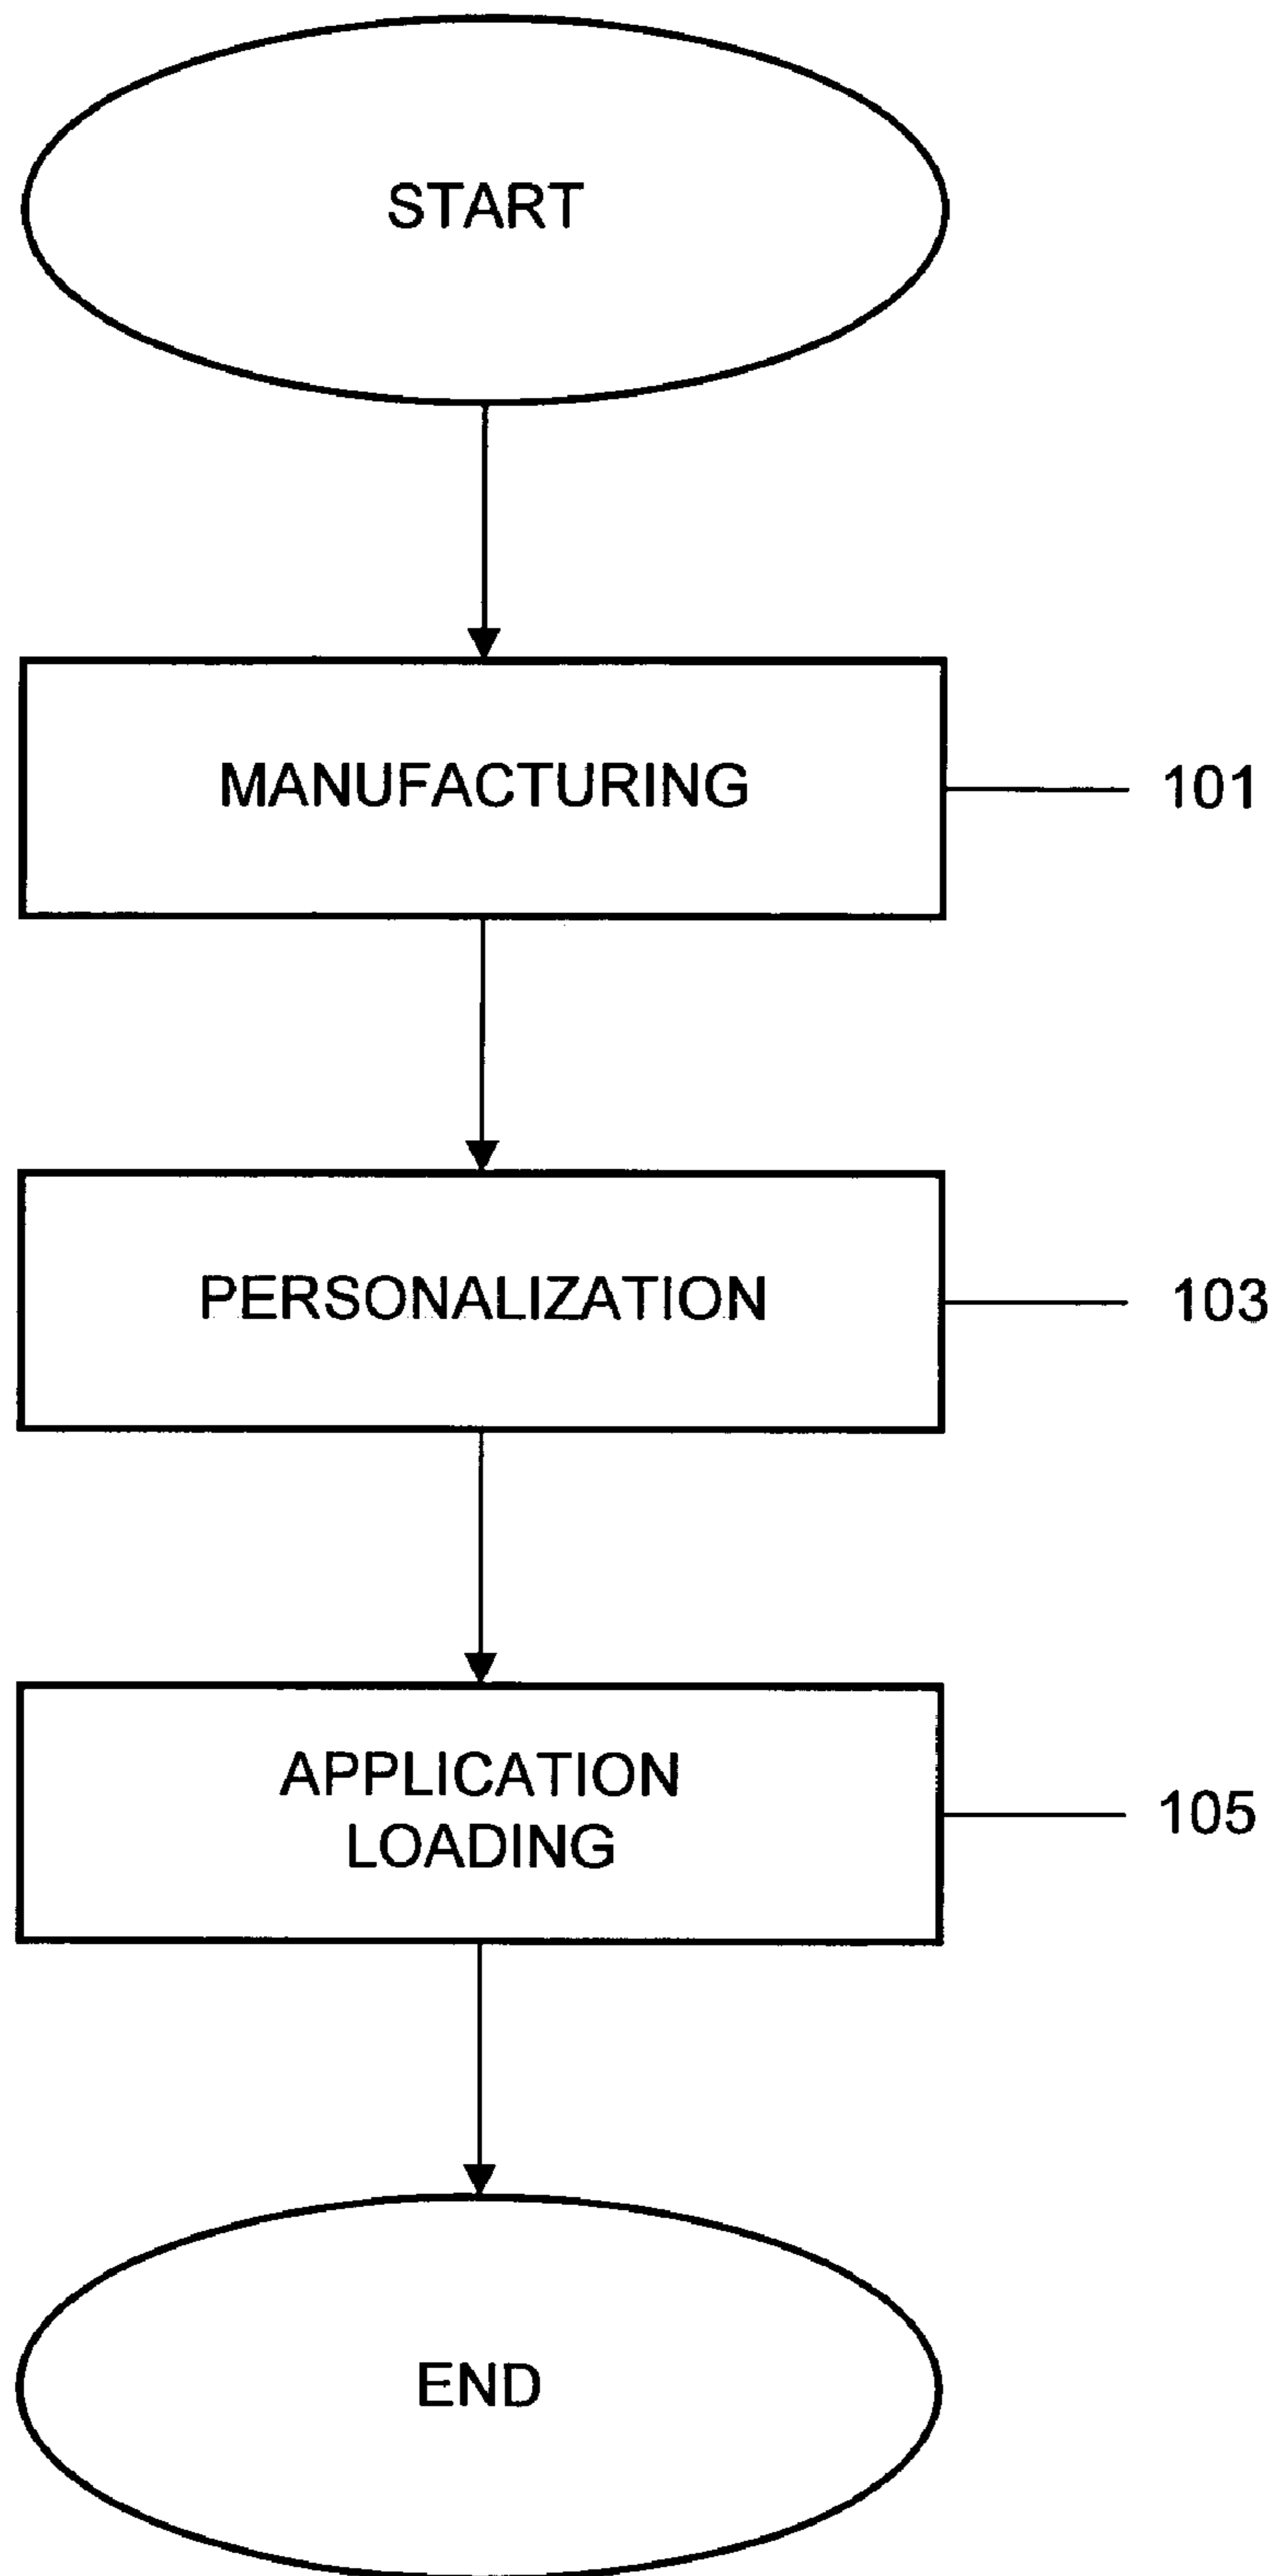 START
MANUFACTURING
101
PERSONALIZATION
103
APPLICATION
LOADING
105
END